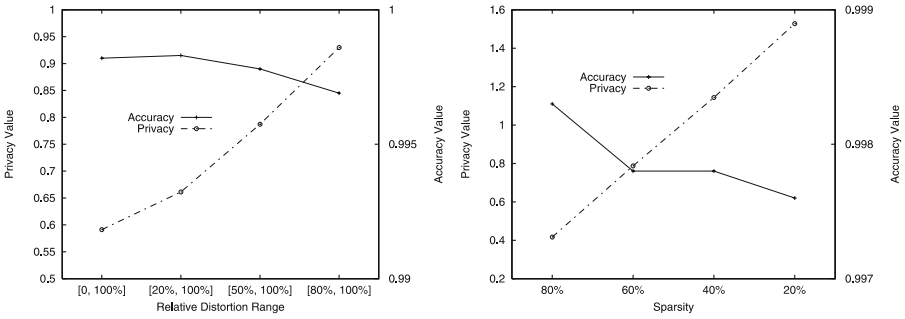 1
0.95
0.9
0.85
0.8
0.75
0.7
0.65
0.6
0.55
0.5
Privacy Value
Accuracy
Privacy
1
0.995
0.99
Accuracy Value
[0, 100%] [20%, 100%] [50%, 100%] [80%, 100%]
Relative Distortion Range
1.6
1.4
1.2
1
0.8
0.6
0.4
0.2
Privacy Value
Accuracy
Privacy
0.999
0.998
0.997
Accuracy Value
80% 60% 40% 20%
Sparsity